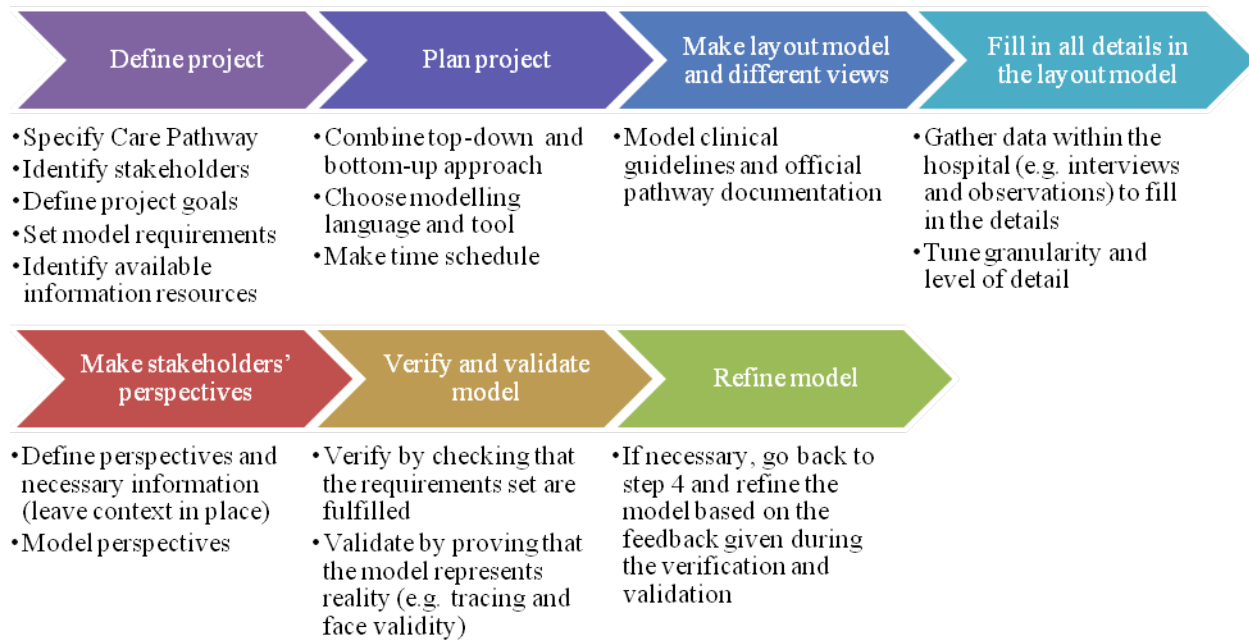 Define project
•Specify Care Pathway
•Identify stakeholders
•Define project goals
•Set model requirements
•Identify available
information resources
Plan project
•Combine top-down and
bottom-up approach
•Choose modelling
language and tool
•Make time schedule
Make layout model
and different views
•Model clinical
guidelines and official
pathway documentation
Fill in all details in
the layout model
•Gather data within the
hospital (e.g. interviews
and observations) to fill
in the details
•Tune granularity and
level of detail
Make stakeholders’
perspectives
•Define perspectives and
necessary information
(leave context in place)
•Model perspectives
Verify and validate
model
•Verify by checking that
the requirements set are
fulfilled
•Validate by proving that
the model represents
reality (e.g. tracing and
face validity)
Refine model
•If necessary, go back to
step 4 and refine the
model based on the
feedback given during
the verification and
validation